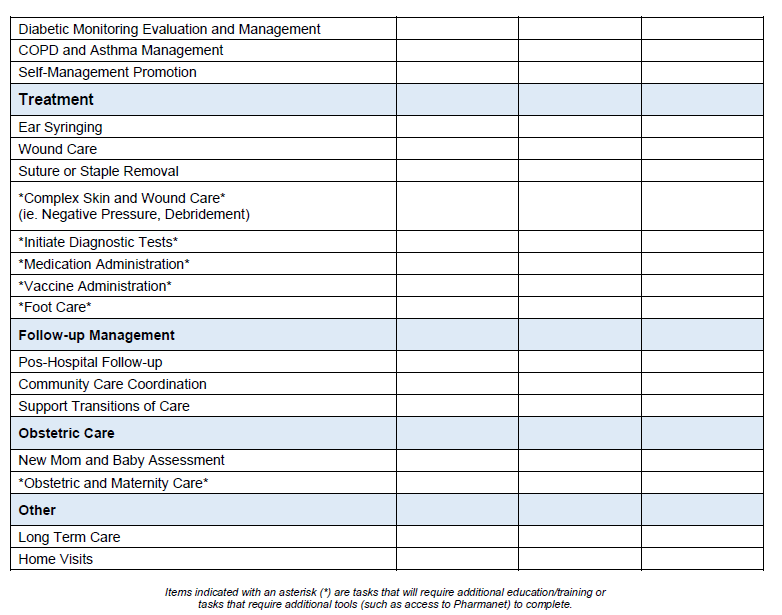 Diabetic Monitoring Evaluation and Management
COPD and Asthma Management
Self-Management Promotion
Treatment
Ear Syringing
Wound Care
Suture or Staple Removal
*Complex Skin and Wound Care*
(ie. Negative Pressure, Debridement)
*Initiate Diagnostic Tests*
*Medication Administration*
*Vaccine Administration*
*Foot Care*
Follow-up Management
Pos-Hospital Follow-up
Community Care Coordination
Support Transitions of Care
Obstetric Care
New Mom and Baby Assessment
*Obstetric and Maternity Care*
Other
Long Term Care
Home Visits
Items indicated with an asterisk (*) are tasks that will require additional education/training or
tasks that require additional tools (such as access to Pharmanet) to complete.